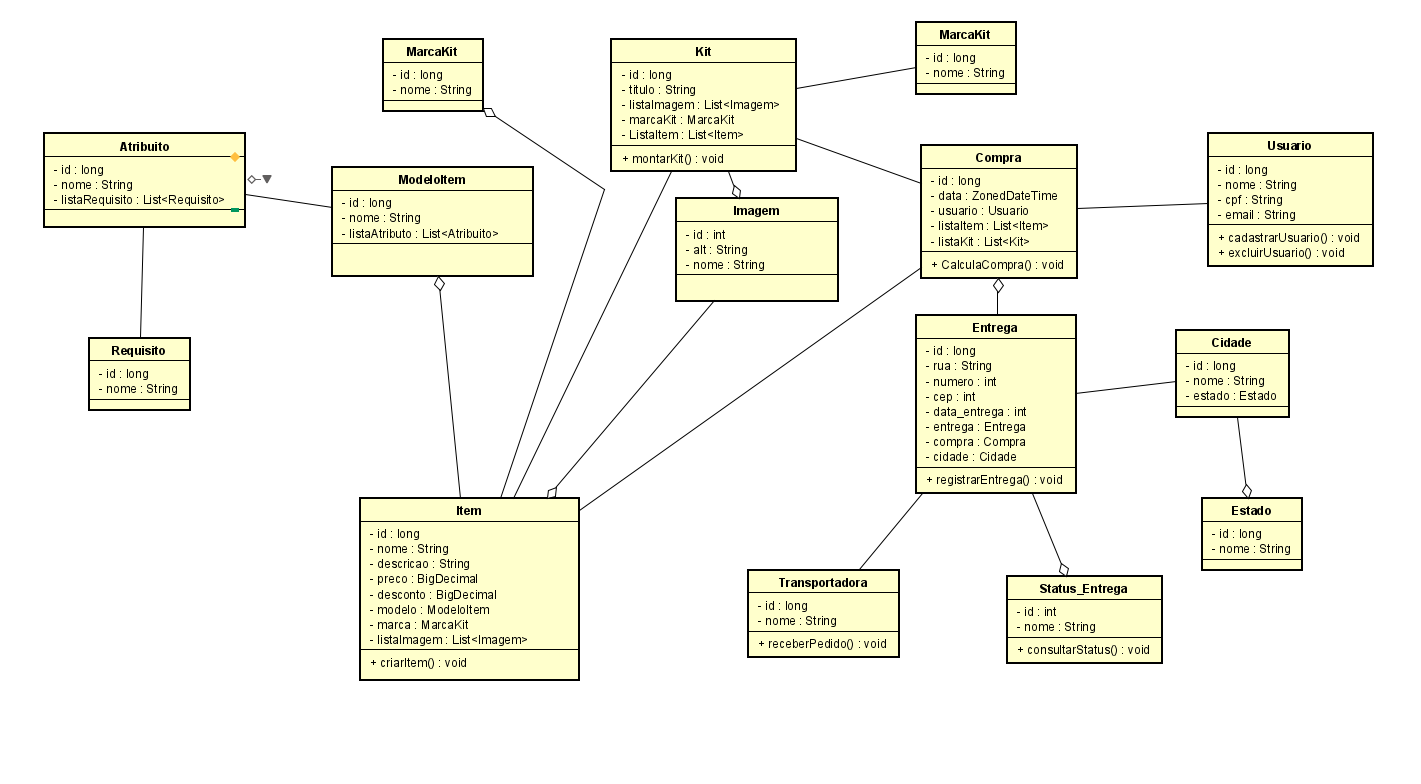 MarcaKit
- id : long
- nome : String
Kit
- id : long
- titulo : String
- listaImagem : List<Imagem>
- marcaKit : MarcaKit
- ListaItem : List<Item>
+ montarKit() : void
MarcaKit
- id : long
- nome : String
Atribuito
- id : long
- nome : String
- listaRequisito : List<Requisito>
ModeloItem
- id : long
- nome : String
- listaAtributo : List<Atribuito>
Imagem
- id : int
- alt : String
- nome : String
Compra
- id : long
- data : ZonedDateTime
- usuario : Usuario
- listaItem : List<Item>
- listaKit : List<Kit>
+ CalculaCompra() : void
Usuario
- id : long
- nome : String
- cpf : String
- email : String
+ cadastrarUsuario() : void
+ excluirUsuario() : void
Requisito
- id : long
- nome : String
Entrega
- id : long
- rua : String
- numero : int
- cep : int
- data_entrega : int
- entrega : Entrega
- compra : Compra
- cidade : Cidade
+ registrarEntrega() : void
Cidade
- id : long
- nome : String
- estado : Estado
Item
- id : long
- nome : String
- descricao : String
- preco : BigDecimal
- desconto : BigDecimal
- modelo : ModeloItem
- marca : MarcaKit
- listaImagem : List<Imagem>
+ criarItem() : void
Estado
- id : long
- nome : String
Transportadora
- id : long
- nome : String
+ receberPedido() : void
Status_Entrega
- id : int
- nome : String
+ consultarStatus() : void